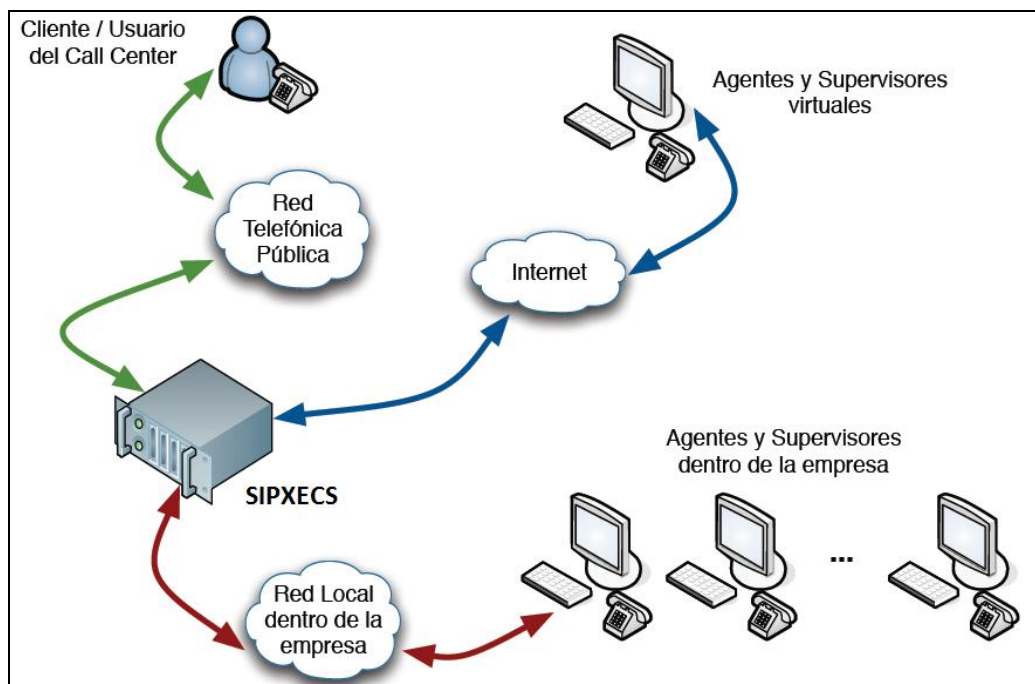 Cliente / Usuario
del Call Center
Agentes y Supervisores
virtuales
Red
Telefónica
Pública
Internet
SIPXECS
Agentes y Supervisores
dentro de la empresa
...
Red Local
dentro de la
empresa